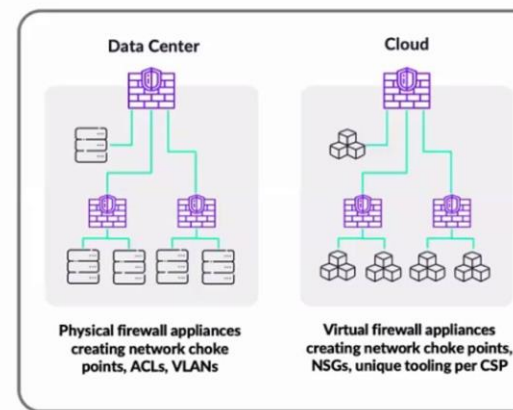 Data Center
Cloud
Physical firewall appliances
creating network choke
points, ACLs, VLANs
Virtual firewall appliances
creating network choke points,
NSGs, unique tooling per CSP